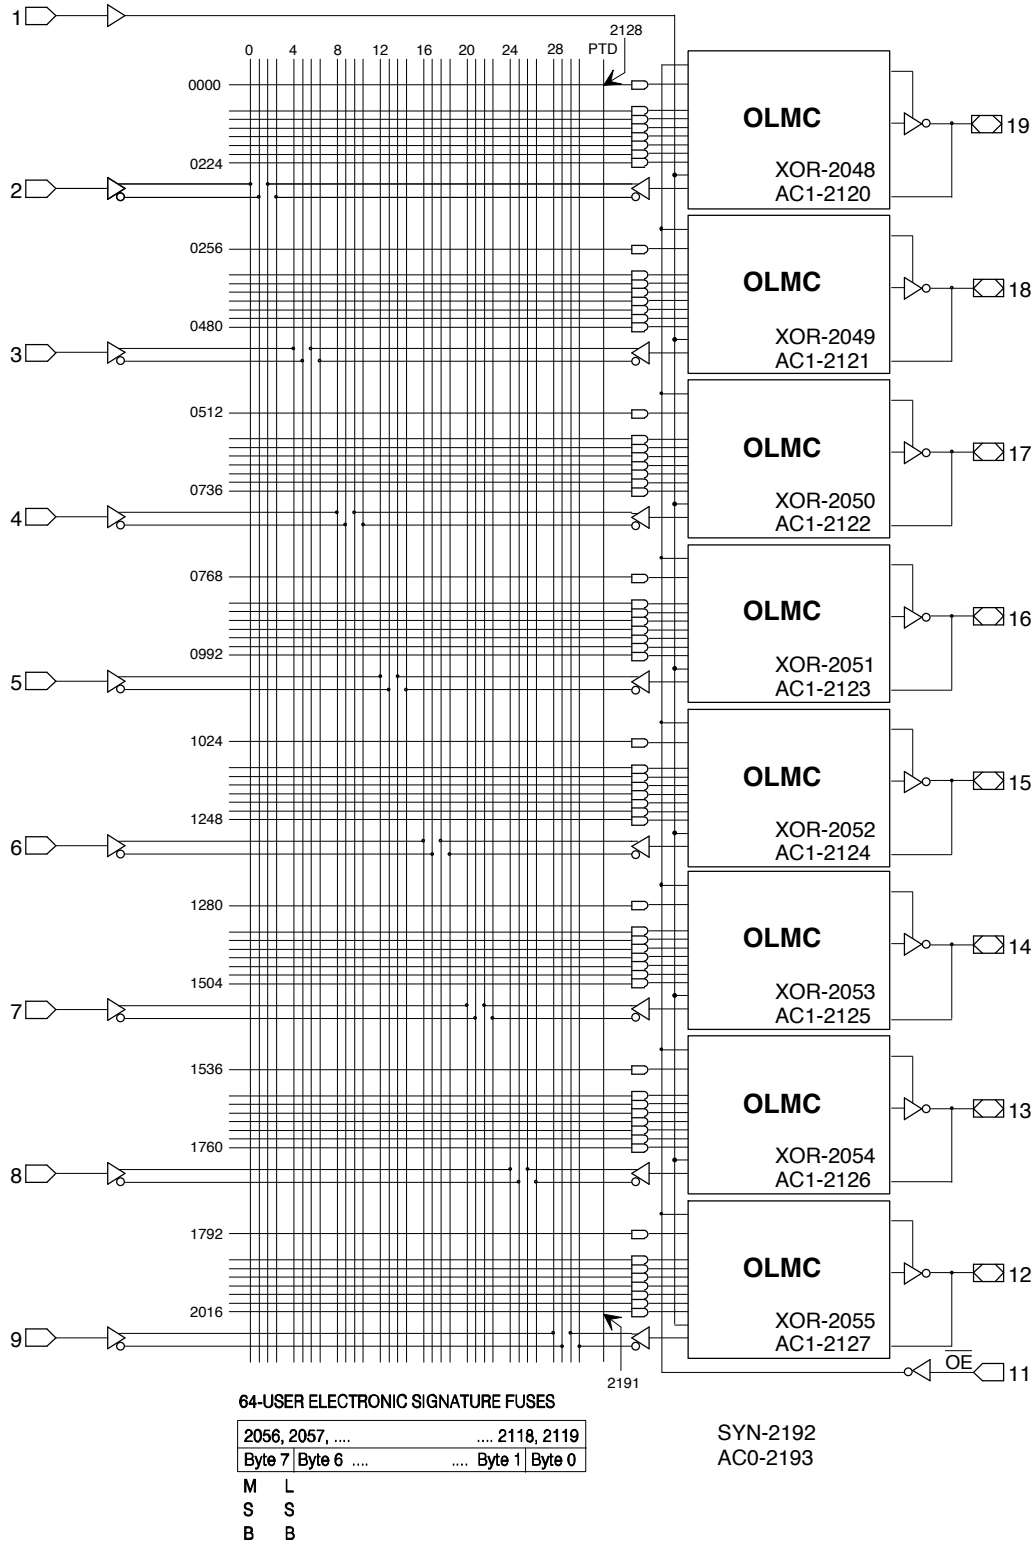 1
2128
0 4 8 12 16 20 24 28 PTD
0000
OLMC
19
0224
XOR-2048
AC1-2120
2
0256
OLMC
18
0480
XOR-2049
AC1-2121
3
0512
OLMC
17
0736
XOR-2050
AC1-2122
4
0768
OLMC
16
0992
XOR-2051
AC1-2123
5
1024
OLMC
15
1248
XOR-2052
AC1-2124
6
1280
OLMC
14
1504
XOR-2053
AC1-2125
7
1536
OLMC
13
1760
XOR-2054
AC1-2126
8
1792
OLMC
12
2016
XOR-2055
AC1-2127
9
OE
11
2191
64-USER ELECTRONIC SIGNATURE FUSES
2056, 2057, .... .... 2118, 2119
Byte 7 Byte 6 .... .... Byte 1 Byte 0
M L
S S
B B
SYN-2192
AC0-2193